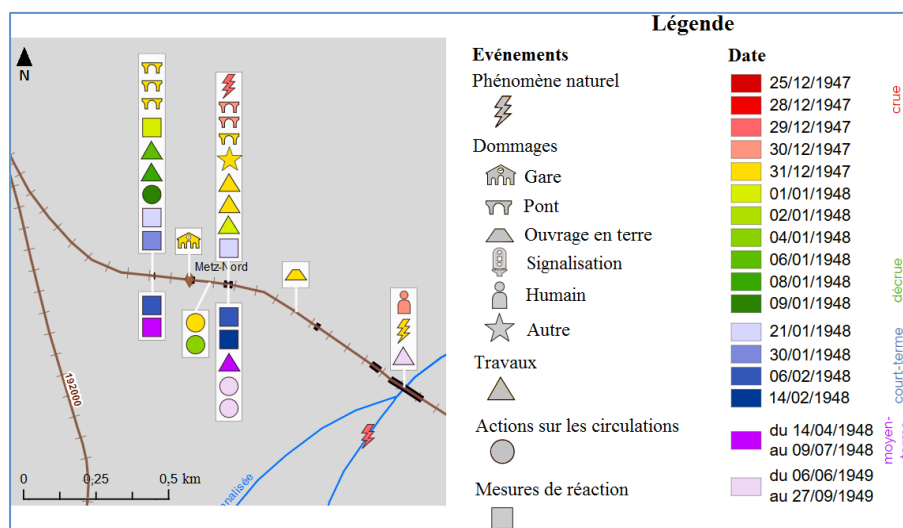 Légende
N
Metz-Nord
192000
nalisée
0 0,25 0,5 km
Evénements
Phénomène naturel
Dommages
Gare
Pont
Ouvrage en terre
Signalisation
Humain
Autre
Travaux
Actions sur les circulations
Mesures de réaction
Date
25/12/1947
28/12/1947
29/12/1947
30/12/1947
31/12/1947
01/01/1948
02/01/1948
04/01/1948
06/01/1948
08/01/1948
09/01/1948
21/01/1948
30/01/1948
06/02/1948
14/02/1948
du 14/04/1948
au 09/07/1948
du 06/06/1949
au 27/09/1949
crue
décrue
court-terme
moyen-